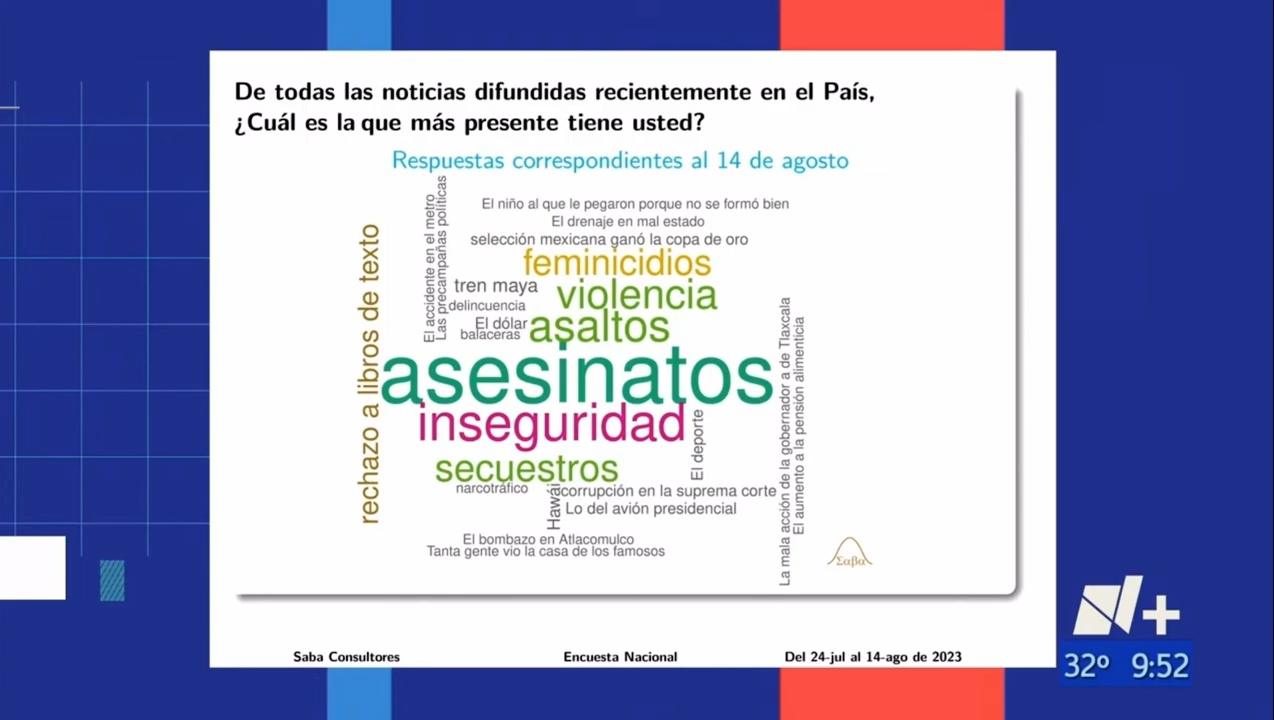 De todas las noticias difundidas recientemente en el País,
¿Cuál es la que más presente tiene usted?
Respuestas correspondientes al 14 de agosto
rechazo a libros de texto
El accidente en el metro
Las precampañas políticas
El niño al que le pegaron porque no se formó bien
El drenaje en mal estado
selección mexicana ganó la copa de oro
feminicidios
tren maya
violencia
delincuencia
El dólar
asaltos
balaceras
asesinatos
inseguridad
El deporte
secuestros
narcotráfico
Hawái
corrupción en la suprema corte
Lo del avión presidencial
El bombazo en Atlacomulco
Tanta gente vio la casa de los famosos
La mala acción de la gobernador a de Tlaxcala
El aumento a la pensión alimenticia
Σαβα
Saba Consultores
Encuesta Nacional
Del 24-jul al 14-ago de 2023
N+
32º 9:52